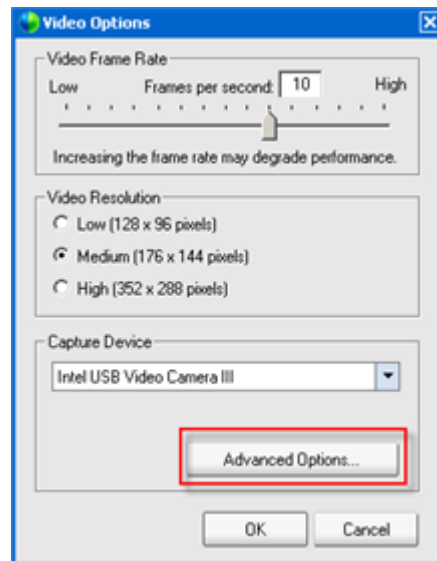 Video Options
Video Frame Rate
Low Frames per second: 10 High
Increasing the frame rate may degrade performance.
Video Resolution
Low (128 x 96 pixels)
Medium (176 x 144 pixels)
High (352 x 288 pixels)
Capture Device
Intel USB Video Camera III
Advanced Options...
OK Cancel